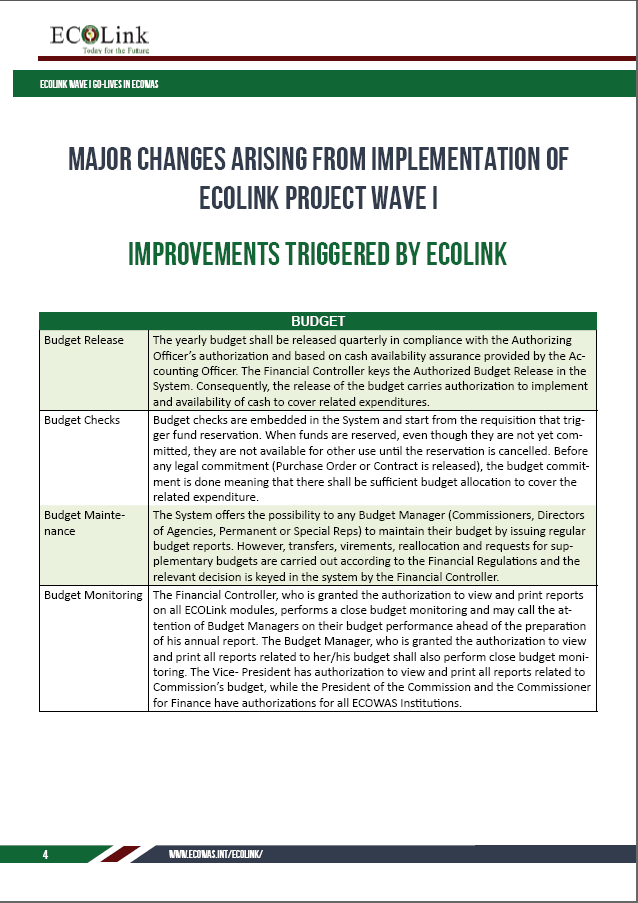 ECOLink
Today for the Future
ECOLINK WAVE I GO-LIVES IN ECOWAS
MAJOR CHANGES ARISING FROM IMPLEMENTATION OF
ECOLINK PROJECT WAVE I
IMPROVEMENTS TRIGGERED BY ECOLINK
BUDGET
Budget Release
The yearly budget shall be released quarterly in compliance with the Authorizing
Officer's authorization and based on cash availability assurance provided by the Ac-
counting Officer. The Financial Controller keys the Authorized Budget Release in the
System. Consequently, the release of the budget carries authorization to implement
and availability of cash to cover related expenditures.
Budget Checks
Budget checks are embedded in the System and start from the requisition that trig-
ger fund reservation. When funds are reserved, even though they are not yet com-
mitted, they are not available for other use until the reservation is cancelled. Before
any legal commitment (Purchase Order or Contract is released), the budget commit-
ment is done meaning that there shall be sufficient budget allocation to cover the
related expenditure.
Budget Mainte-
nance
The System offers the possibility to any Budget Manager (Commissioners, Directors
of Agencies, Permanent or Special Reps) to maintain their budget by issuing regular
budget reports. However, transfers, virements, reallocation and requests for sup-
plementary budgets are carried out according to the Financial Regulations and the
relevant decision is keyed in the system by the Financial Controller.
Budget Monitoring
The Financial Controller, who is granted the authorization to view and print reports
on all ECOLink modules, performs a close budget monitoring and may call the at-
tention of Budget Managers on their budget performance ahead of the preparation
of his annual report. The Budget Manager, who is granted the authorization to view
and print all reports related to her/his budget shall also perform close budget moni-
toring. The Vice- President has authorization to view and print all reports related to
Commission's budget, while the President of the Commission and the Commissioner
for Finance have authorizations for all ECOWAS Institutions.
4
WWW.ECOWAS.INT/ECOLINK/